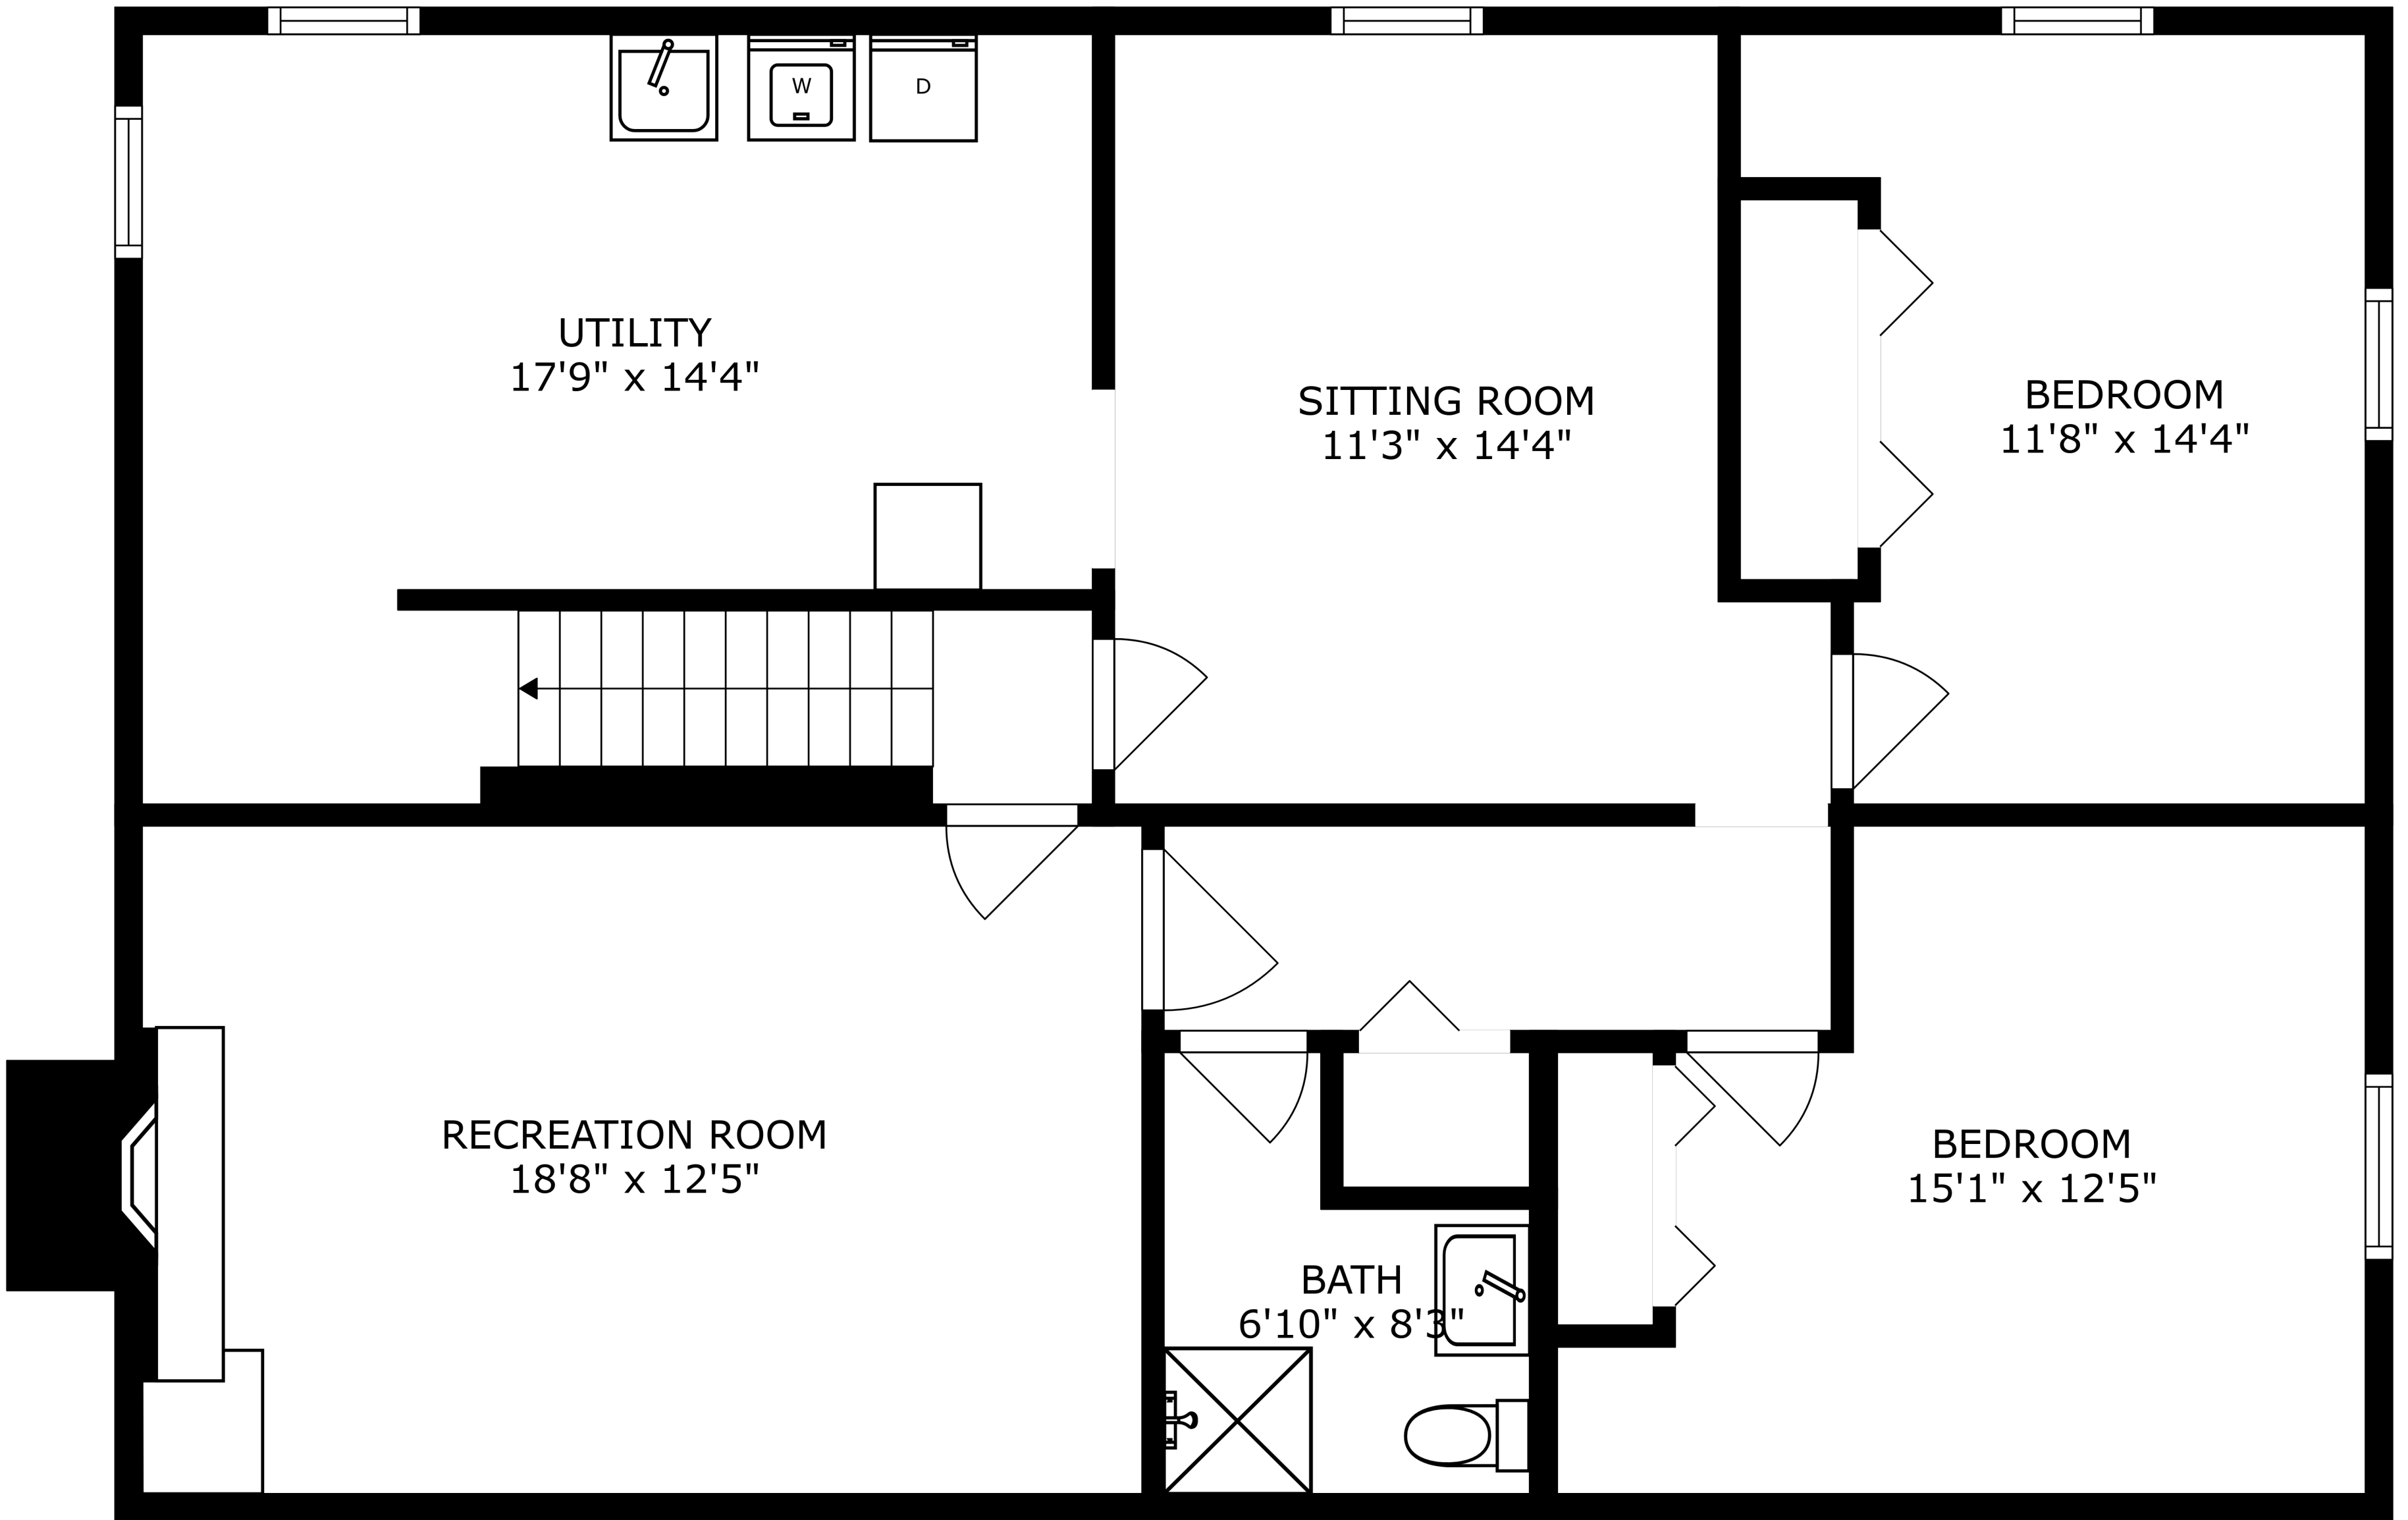 W
D
UTILITY
17'9" x 14'4"
SITTING ROOM
11'3" x 14'4"
BEDROOM
11'8" x 14'4"
RECREATION ROOM
18'8" x 12'5"
BEDROOM
15'1" x 12'5"
BATH
6'10" x 8'3"